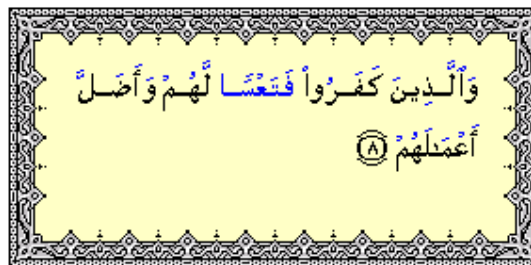 وَٱلَّذِينَ كَفَرُوا۟ فَتَعْسًا لَّهُمْ وَأَضَلَّ
أَعْمَـٰلَهُمْ ۝٨